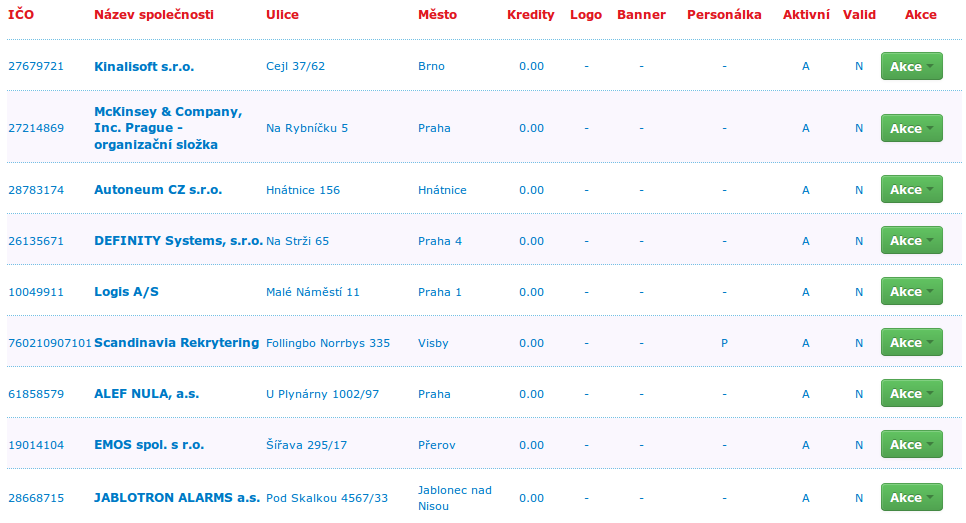 IČO Název společnosti Ulice Město Kredity Logo Banner Personálka Aktivní Valid Akce
27679721 Kinalisoft s.r.o. Cejl 37/62 Brno 0.00 - - - A N Akce
27214869 McKinsey & Company, Inc. Prague - organizační složka Na Rybníčku 5 Praha 0.00 - - - A N Akce
28783174 Autoneum CZ s.r.o. Hnátnice 156 Hnátnice 0.00 - - - A N Akce
26135671 DEFINITY Systems, s.r.o. Na Strži 65 Praha 4 0.00 - - - A N Akce
10049911 Logis A/S Malé Náměstí 11 Praha 1 0.00 - - - A N Akce
760210907101 Scandinavia Rekrytering Follingbo Norrbys 335 Visby 0.00 - - P A N Akce
61858579 ALEF NULA, a.s. U Plynárny 1002/97 Praha 0.00 - - - A N Akce
19014104 EMOS spol. s r.o. Šířava 295/17 Přerov 0.00 - - - A N Akce
28668715 JABLOTRON ALARMS a.s. Pod Skalkou 4567/33 Jablonec nad Nisou 0.00 - - - A N Akce